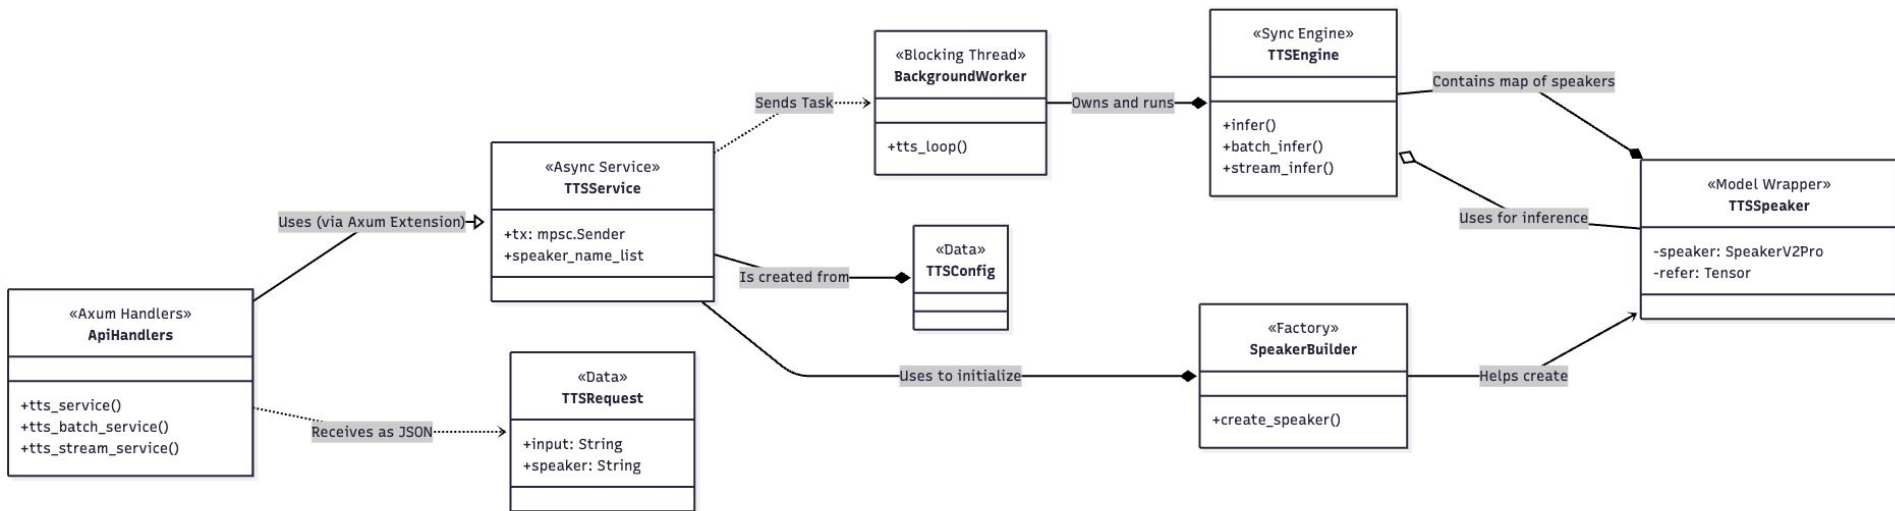 «Axum Handlers»
ApiHandlers
+tts_service()
+tts_batch_service()
+tts_stream_service()
Uses (via Axum Extension)
Receives as JSON
«Async Service»
TTSService
+tx: mpsc.Sender
+speaker_name_list
«Data»
TTSRequest
+input: String
+speaker: String
Sends Task
Is created from
Uses to initialize
«Blocking Thread»
BackgroundWorker
+tts_loop()
«Data»
TTSConfig
Owns and runs
«Sync Engine»
TTSEngine
+infer()
+batch_infer()
+stream_infer()
«Factory»
SpeakerBuilder
+create_speaker()
Contains map of speakers
Uses for inference
Helps create
«Model Wrapper»
TTSSpeaker
-speaker: SpeakerV2Pro
-refer: Tensor